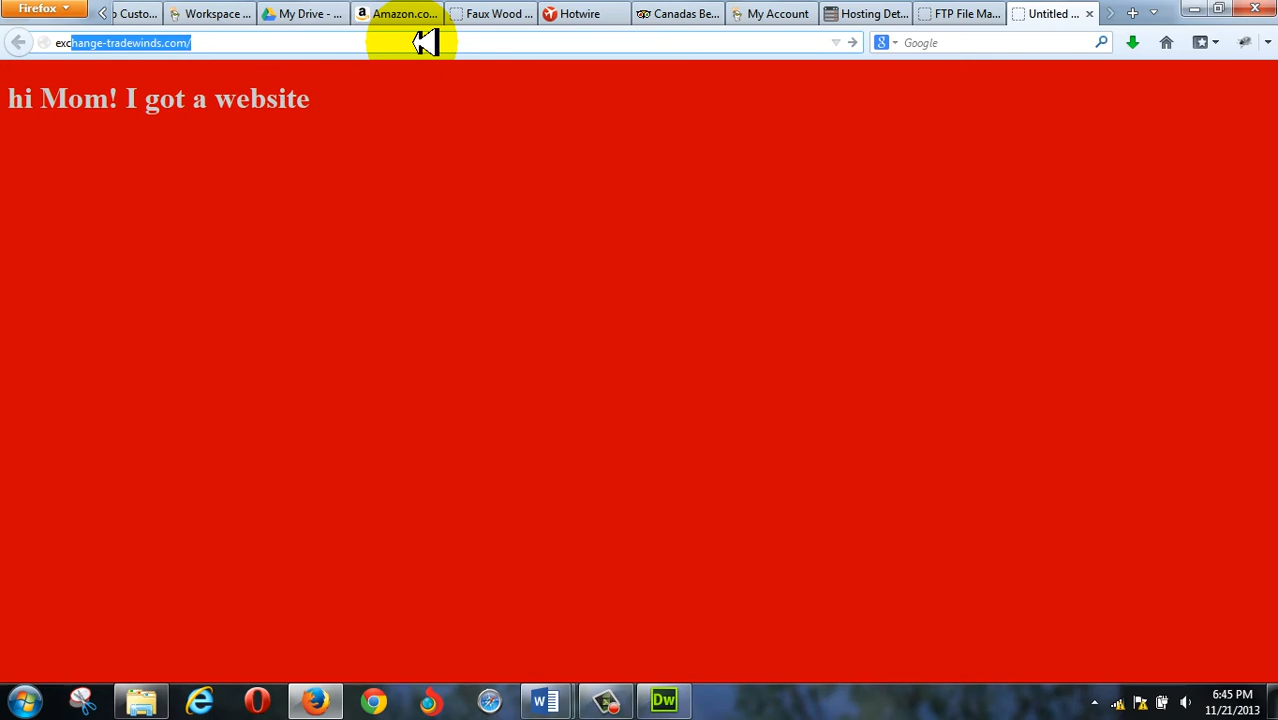 Firefox
p Custo...
Workspace ...
My Drive - ...
a Amazon.co...
Faux Wood ...
Hotwire
Canadas Be...
My Account
Hosting Det...
FTP File Ma...
Untitled ...
exchange-tradewinds.com/
8 Google
hi Mom! I got a website
W
Dw
6:45 PM
11/21/2013